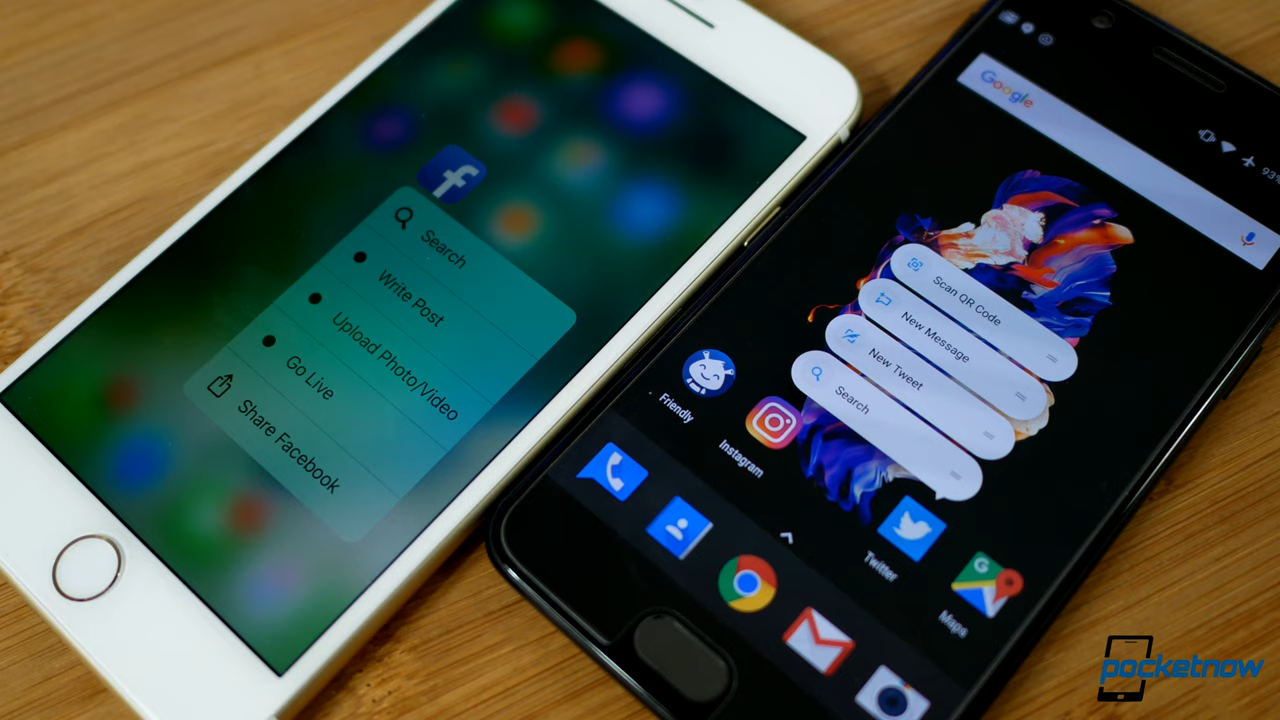 f
Search
Write Post
Upload Photo/Video
Go Live
Share Facebook
Google
93%
Scan QR Code
New Message
New Tweet
Search
Friendly
Instagram
Twitter
G
Maps
pocketnow